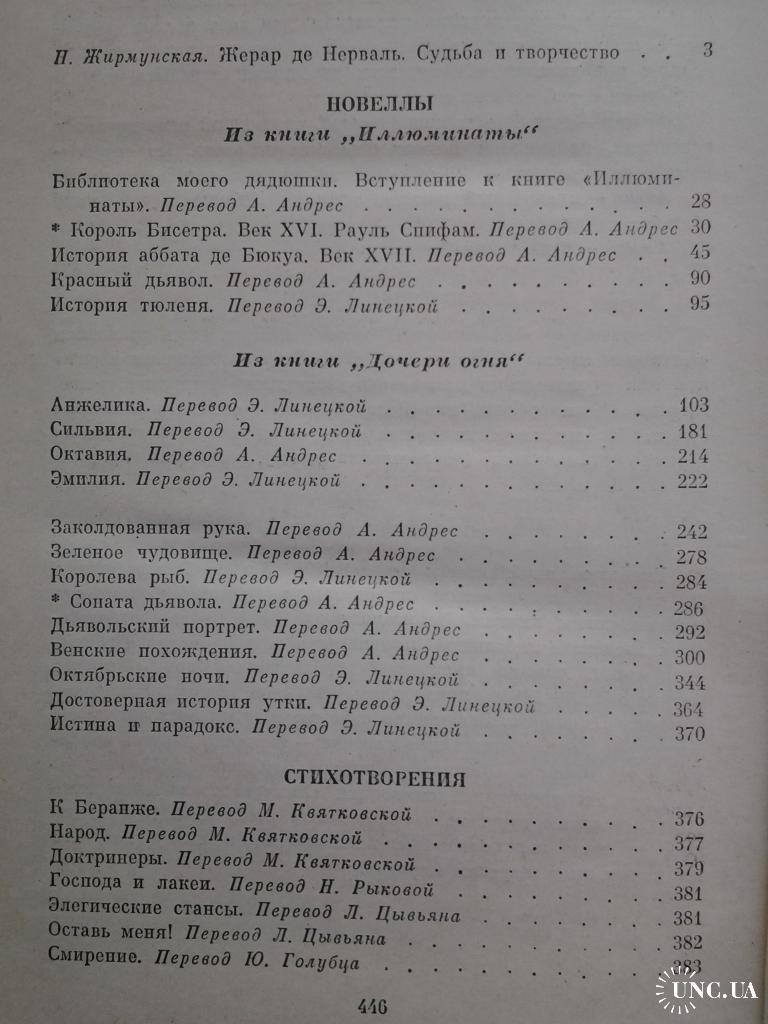 Н. Жирмунская. Жерар де Нерваль. Судьба и творчество . . 3
НОВЕЛЛЫ
Из книги „Иллюминаты“
Библиотека моего дядюшки. Вступление к книге «Иллюми-
наты». Перевод А. Андрес . . . . . . . . . . . . . 28
* Король Бисетра. Век XVI. Рауль Спифам. Перевод А. Андрес 30
История аббата де Бюкуа. Век XVII. Перевод А. Андрес . . 45
Красный дьявол. Перевод А. Андрес . . . . . . . . . . 90
История тюленя. Перевод Э. Линецкой . . . . . . . . . 95
Из книги „Дочери огня“
Анжелика. Перевод Э. Линецкой . . . . . . . . . . . . 103
Сильвия. Перевод Э. Линецкой . . . . . . . . . . . . 181
Октавия. Перевод А. Андрес . . . . . . . . . . . . . 214
Эмилия. Перевод Э. Линецкой . . . . . . . . . . . . . 222
Заколдованная рука. Перевод А. Андрес . . . . . . . . 242
Зеленое чудовище. Перевод А. Андрес . . . . . . . . . 278
Королева рыб. Перевод Э. Линецкой . . . . . . . . . . 284
* Соната дьявола. Перевод А. Андрес . . . . . . . . . . 286
Дьявольский портрет. Перевод А. Андрес . . . . . . . . 292
Венские похождения. Перевод А. Андрес . . . . . . . . 300
Октябрьские ночи. Перевод Э. Линецкой . . . . . . . . 344
Достоверная история утки. Перевод Э. Линецкой . . . . . 364
Истина и парадокс. Перевод Э. Линецкой . . . . . . . . 370
СТИХОТВОРЕНИЯ
К Беранже. Перевод М. Квятковской . . . . . . . . . . 376
Народ. Перевод М. Квятковской . . . . . . . . . . . . 377
Доктринеры. Перевод М. Квятковской . . . . . . . . . . 379
Господа и лакеи. Перевод Н. Рыковой . . . . . . . . . 381
Элегические стансы. Перевод Л. Цывьяна . . . . . . . . 381
Оставь меня! Перевод Л. Цывьяна . . . . . . . . . . . 382
Смирение. Перевод Ю. Голубца . . . . . . . . . . . . 383
446
UNC.UA